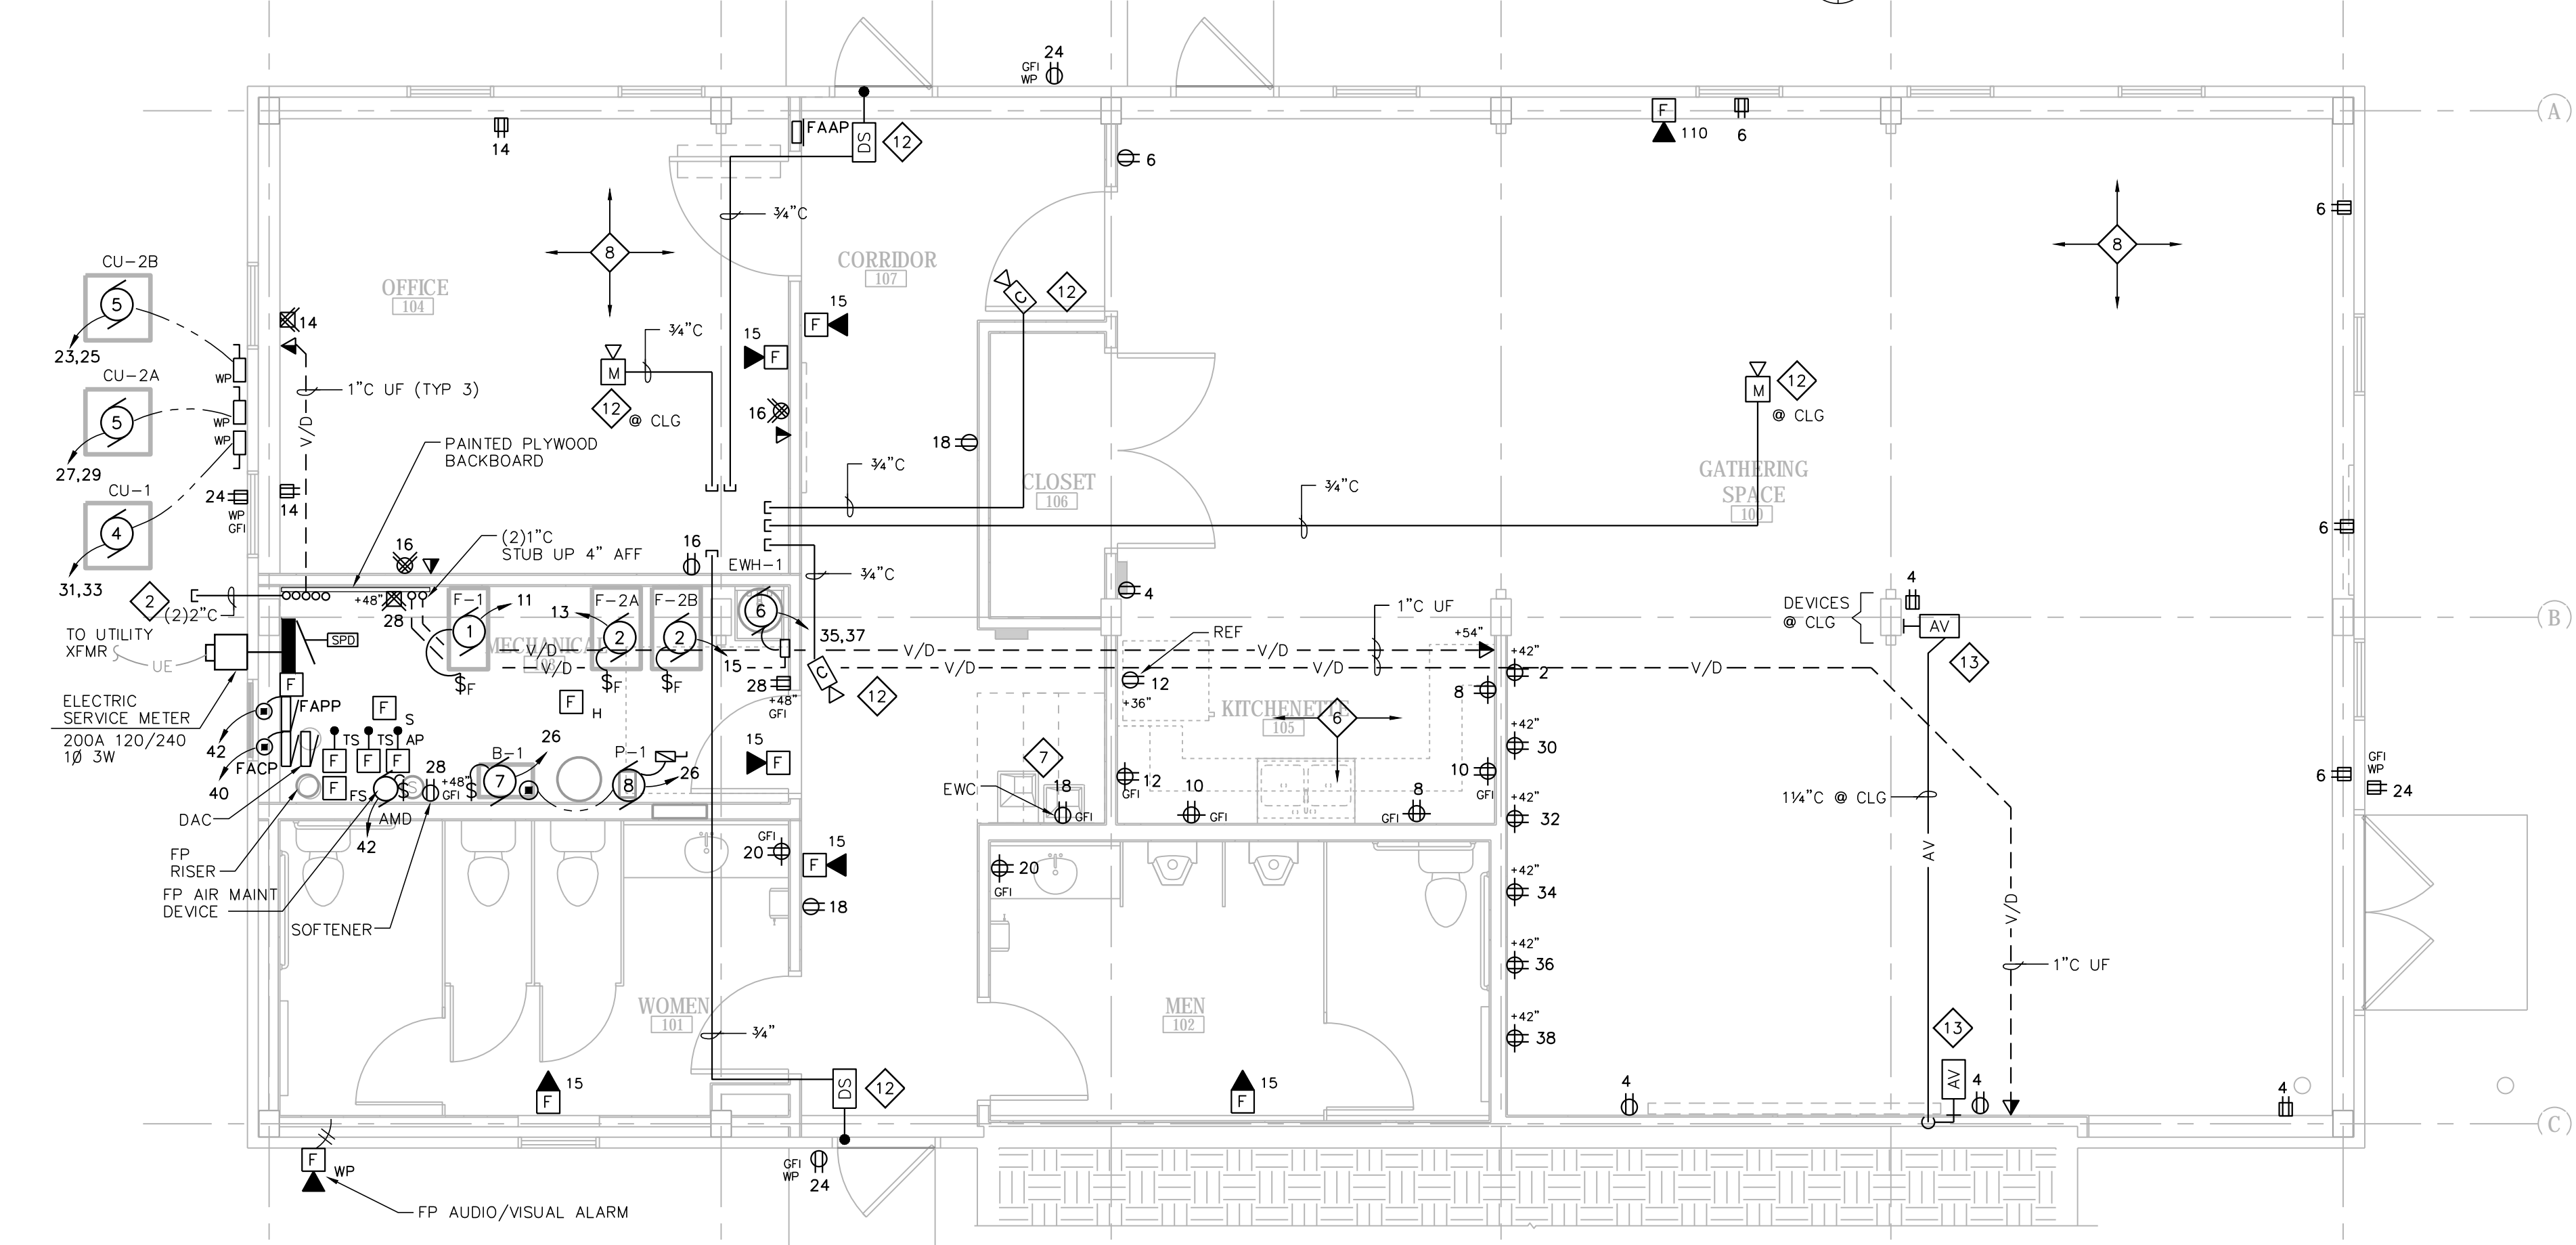 24
GFI
WP
A
FAAP
DS
12
F
110
6
14
6
¾"C
6
8
8
CU-2B
5
23,25
WP
OFFICE
104
CORRIDOR
107
C
12
14
15
F
15
F
¾"C
M
12
@ CLG
1"C UF (TYP 3)
V/D
CU-2A
5
WP
WP
27,29
16
M
12
@ CLG
PAINTED PLYWOOD
BACKBOARD
18
¾"C
CLOSET
106
¾"C
GATHERING
SPACE
100
CU-1
4
24
WP
GFI
14
31,33
6
(2)1"C
STUB UP 4" AFF
16
16
EWH-1
¾"C
4
2
(2)2"C
+48"
28
F-1
11
1
13
F-2A
2
F-2B
2
6
35,37
15
4
DEVICES
@ CLG
AV
13
B
1"C UF
REF
+54"
TO UTILITY
XFMR
UE
SPD
MECHANICAL
V/D
V/D
V/D
V/D
V/D
V/D
V/D
+42"
2
ELECTRIC
SERVICE METER
200A 120/240
1Ø 3W
F
FAPP
F
S
F
H
$F
$F
$F
28
+48"
GFI
C
12
12
+36"
KITCHENETTE
105
6
8
+42"
30
42
FACP
40
TS
TS
AP
F
F
F
F
FS
28
+48"
GFI
$
$
S
B-1
7
26
P-1
8
26
15
F
7
EWC
18
GFI
12
GFI
10
GFI
8
GFI
10
GFI
+42"
32
6
GFI
WP
24
1¼"C @ CLG
DAC
AMD
42
FP
RISER
FP AIR MAINT
DEVICE
SOFTENER
GFI
20
15
F
18
20
GFI
+42"
34
AV
V/D
+42"
36
1"C UF
WOMEN
101
¾"
MEN
102
+42"
38
13
AV
4
4
4
15
F
DS
12
15
F
C
F
WP
GFI
WP
24
FP AUDIO/VISUAL ALARM